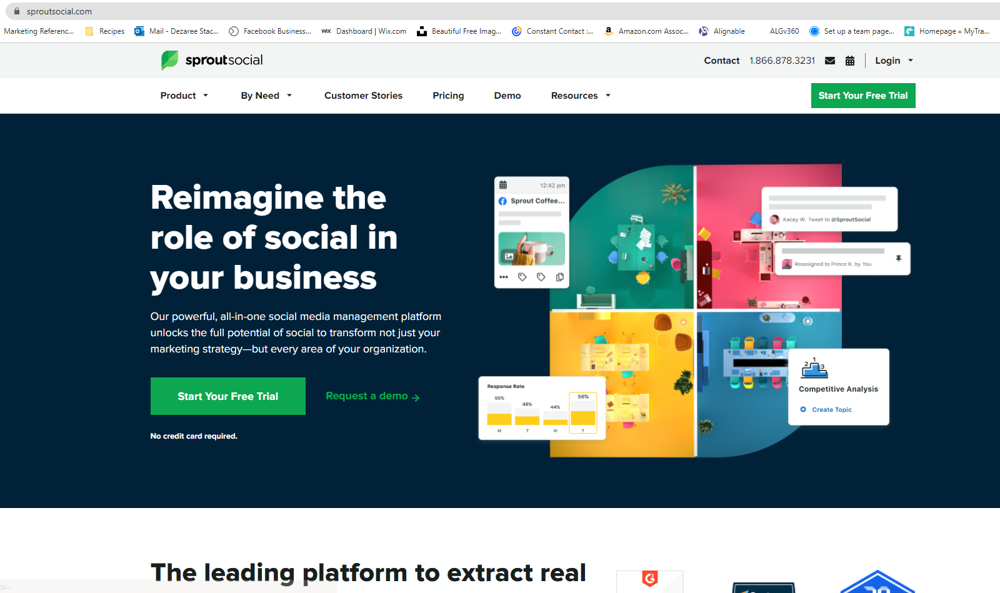 sproutsocial.com
Marketing Referenc... Recipes Mail - Dezaree Stac... Facebook Business... WIX Dashboard | Wix.com Beautiful Free Imag... Constant Contact :... Amazon.com Assoc... Alignable ALGv360 Set up a team page... Homepage « MyTra...
sproutsocial
Contact 1.866.878.3231 Login
Product By Need Customer Stories Pricing Demo Resources Start Your Free Trial
Reimagine the
role of social in
your business
Our powerful, all-in-one social media management platform
unlocks the full potential of social to transform not just your
marketing strategy—but every area of your organization.
Start Your Free Trial Request a demo
No credit card required.
12:42 pm
Sprout Coffee...
Kacey W. Tweet to @SproutSocial
Reassigned to Prince K. by You
Response Rate
55% 48% 44% 56%
M T W T
1
2 3
Competitive Analysis
Create Topic
The leading platform to extract real